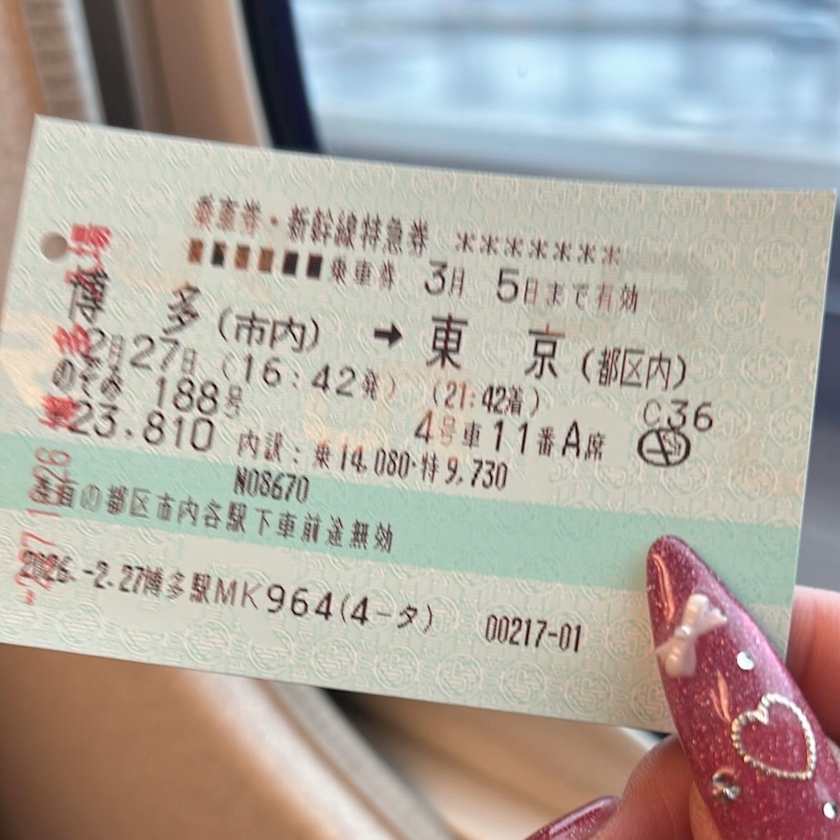 乗車券・新幹線特急券 *******
■■■■■■乗車券 3月 5日まで有効
博 多(市内) ➡ 東 京(都区内)
2月27日(16:42発) (21:42着) C36
のぞみ 188号 4号車11番A席
¥23.810 内訳:乗14,080・特9,730
N08670
表面の都区市内各駅下車前途無効
2026.-2.27博多駅MK964(4-タ) 00217-01